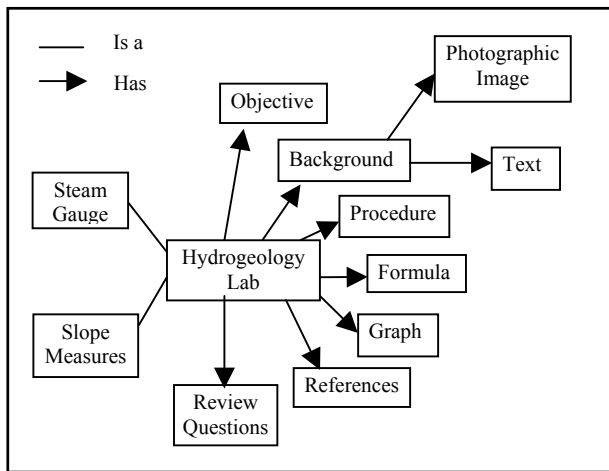 Is a
Has
Photographic
Image
Objective
Background
Text
Steam
Gauge
Procedure
Hydrogeology
Lab
Formula
Slope
Measures
Graph
References
Review
Questions